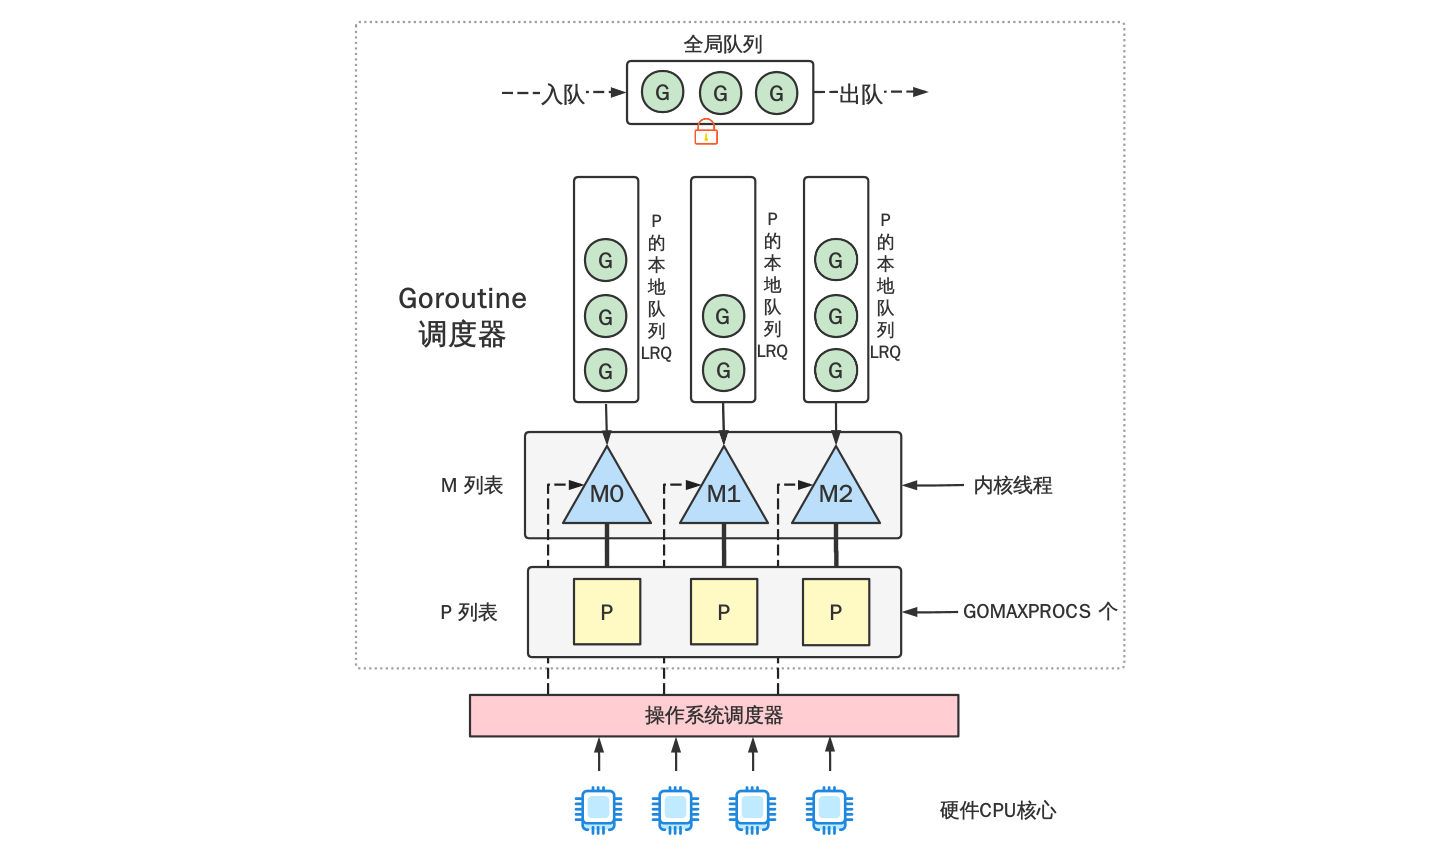 全局队列
入队
G
G
G
出队
G
G
G
P
的
本
地
队
列
LRQ
G
G
P
的
本
地
队
列
LRQ
G
G
G
P
的
本
地
队
列
LRQ
Goroutine
调度器
M 列表
M0
M1
M2
内核线程
P 列表
P
P
P
GOMAXPROCS 个
操作系统调度器
硬件CPU核心